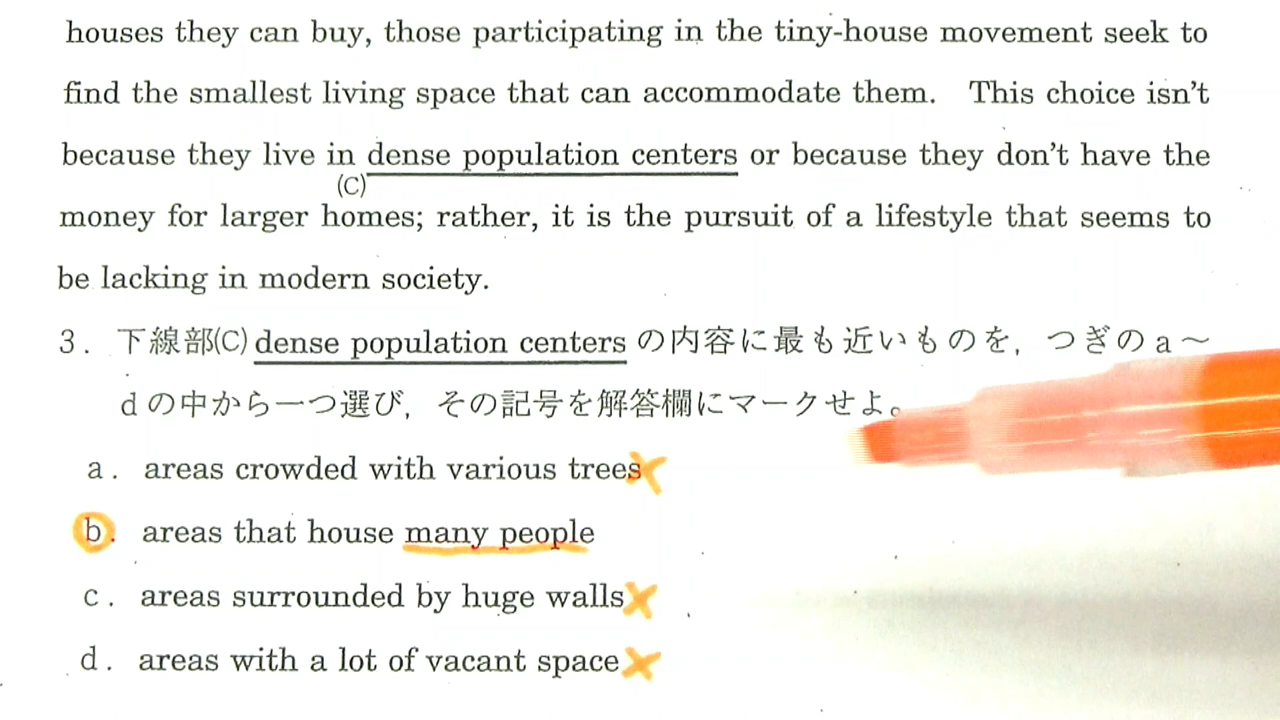 houses they can buy, those participating in the tiny-house movement seek to
find the smallest living space that can accommodate them. This choice isn't
because they live in dense population centers or because they don't have the
(C)
money for larger homes; rather, it is the pursuit of a lifestyle that seems to
be lacking in modern society.
3. 下線部(C) dense population centers の内容に最も近いものを,つぎのa～
dの中から一つ選び,その記号を解答欄にマークせよ。
a. areas crowded with various trees
b. areas that house many people
c. areas surrounded by huge walls
d. areas with a lot of vacant space